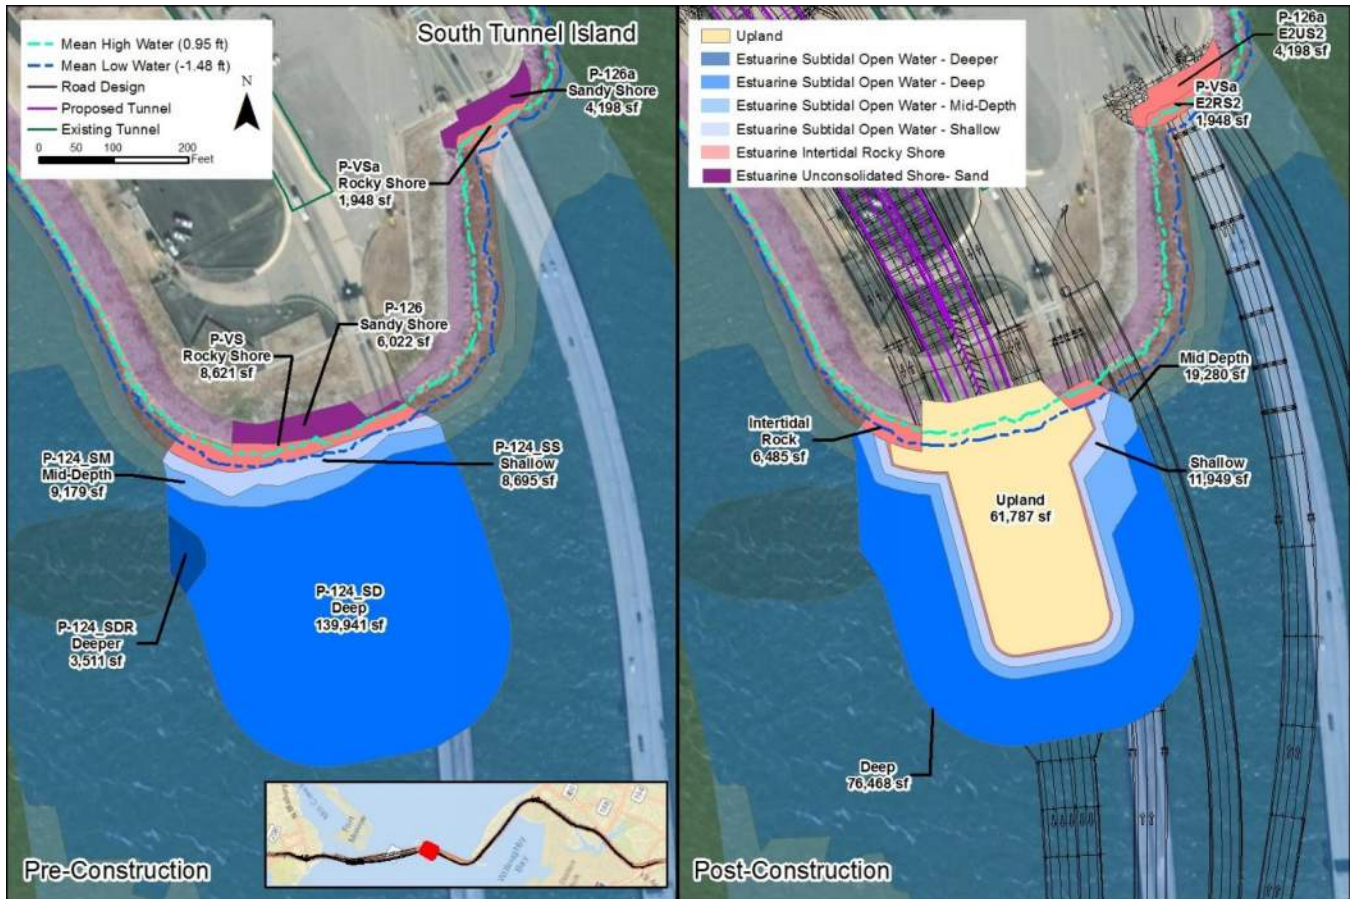 South Tunnel Island
Mean High Water (0.95 ft)
Mean Low Water (-1.48 ft)
Road Design
Proposed Tunnel
Existing Tunnel
N
0 50 100 200
Feet
P-126a
Sandy Shore
4,198 sf
P-VSa
Rocky Shore
1,948 sf
P-126
Sandy Shore
6,022 sf
P-VS
Rocky Shore
8,621 sf
P-124_SM
Mid-Depth
9,179 sf
P-124_SS
Shallow
8,695 sf
P-124_SD
Deep
139,941 sf
P-124_SDR
Deeper
3,511 sf
Willoughby
Bay
Pre-Construction
Upland
Estuarine Subtidal Open Water - Deeper
Estuarine Subtidal Open Water - Deep
Estuarine Subtidal Open Water - Mid-Depth
Estuarine Subtidal Open Water - Shallow
Estuarine Intertidal Rocky Shore
Estuarine Unconsolidated Shore- Sand
P-126a
E2US2
4,198 sf
P-VSa
E2RS2
1,948 sf
Mid Depth
19,280 sf
Intertidal
Rock
6,485 sf
Shallow
11,949 sf
Upland
61,787 sf
Deep
76,468 sf
Post-Construction